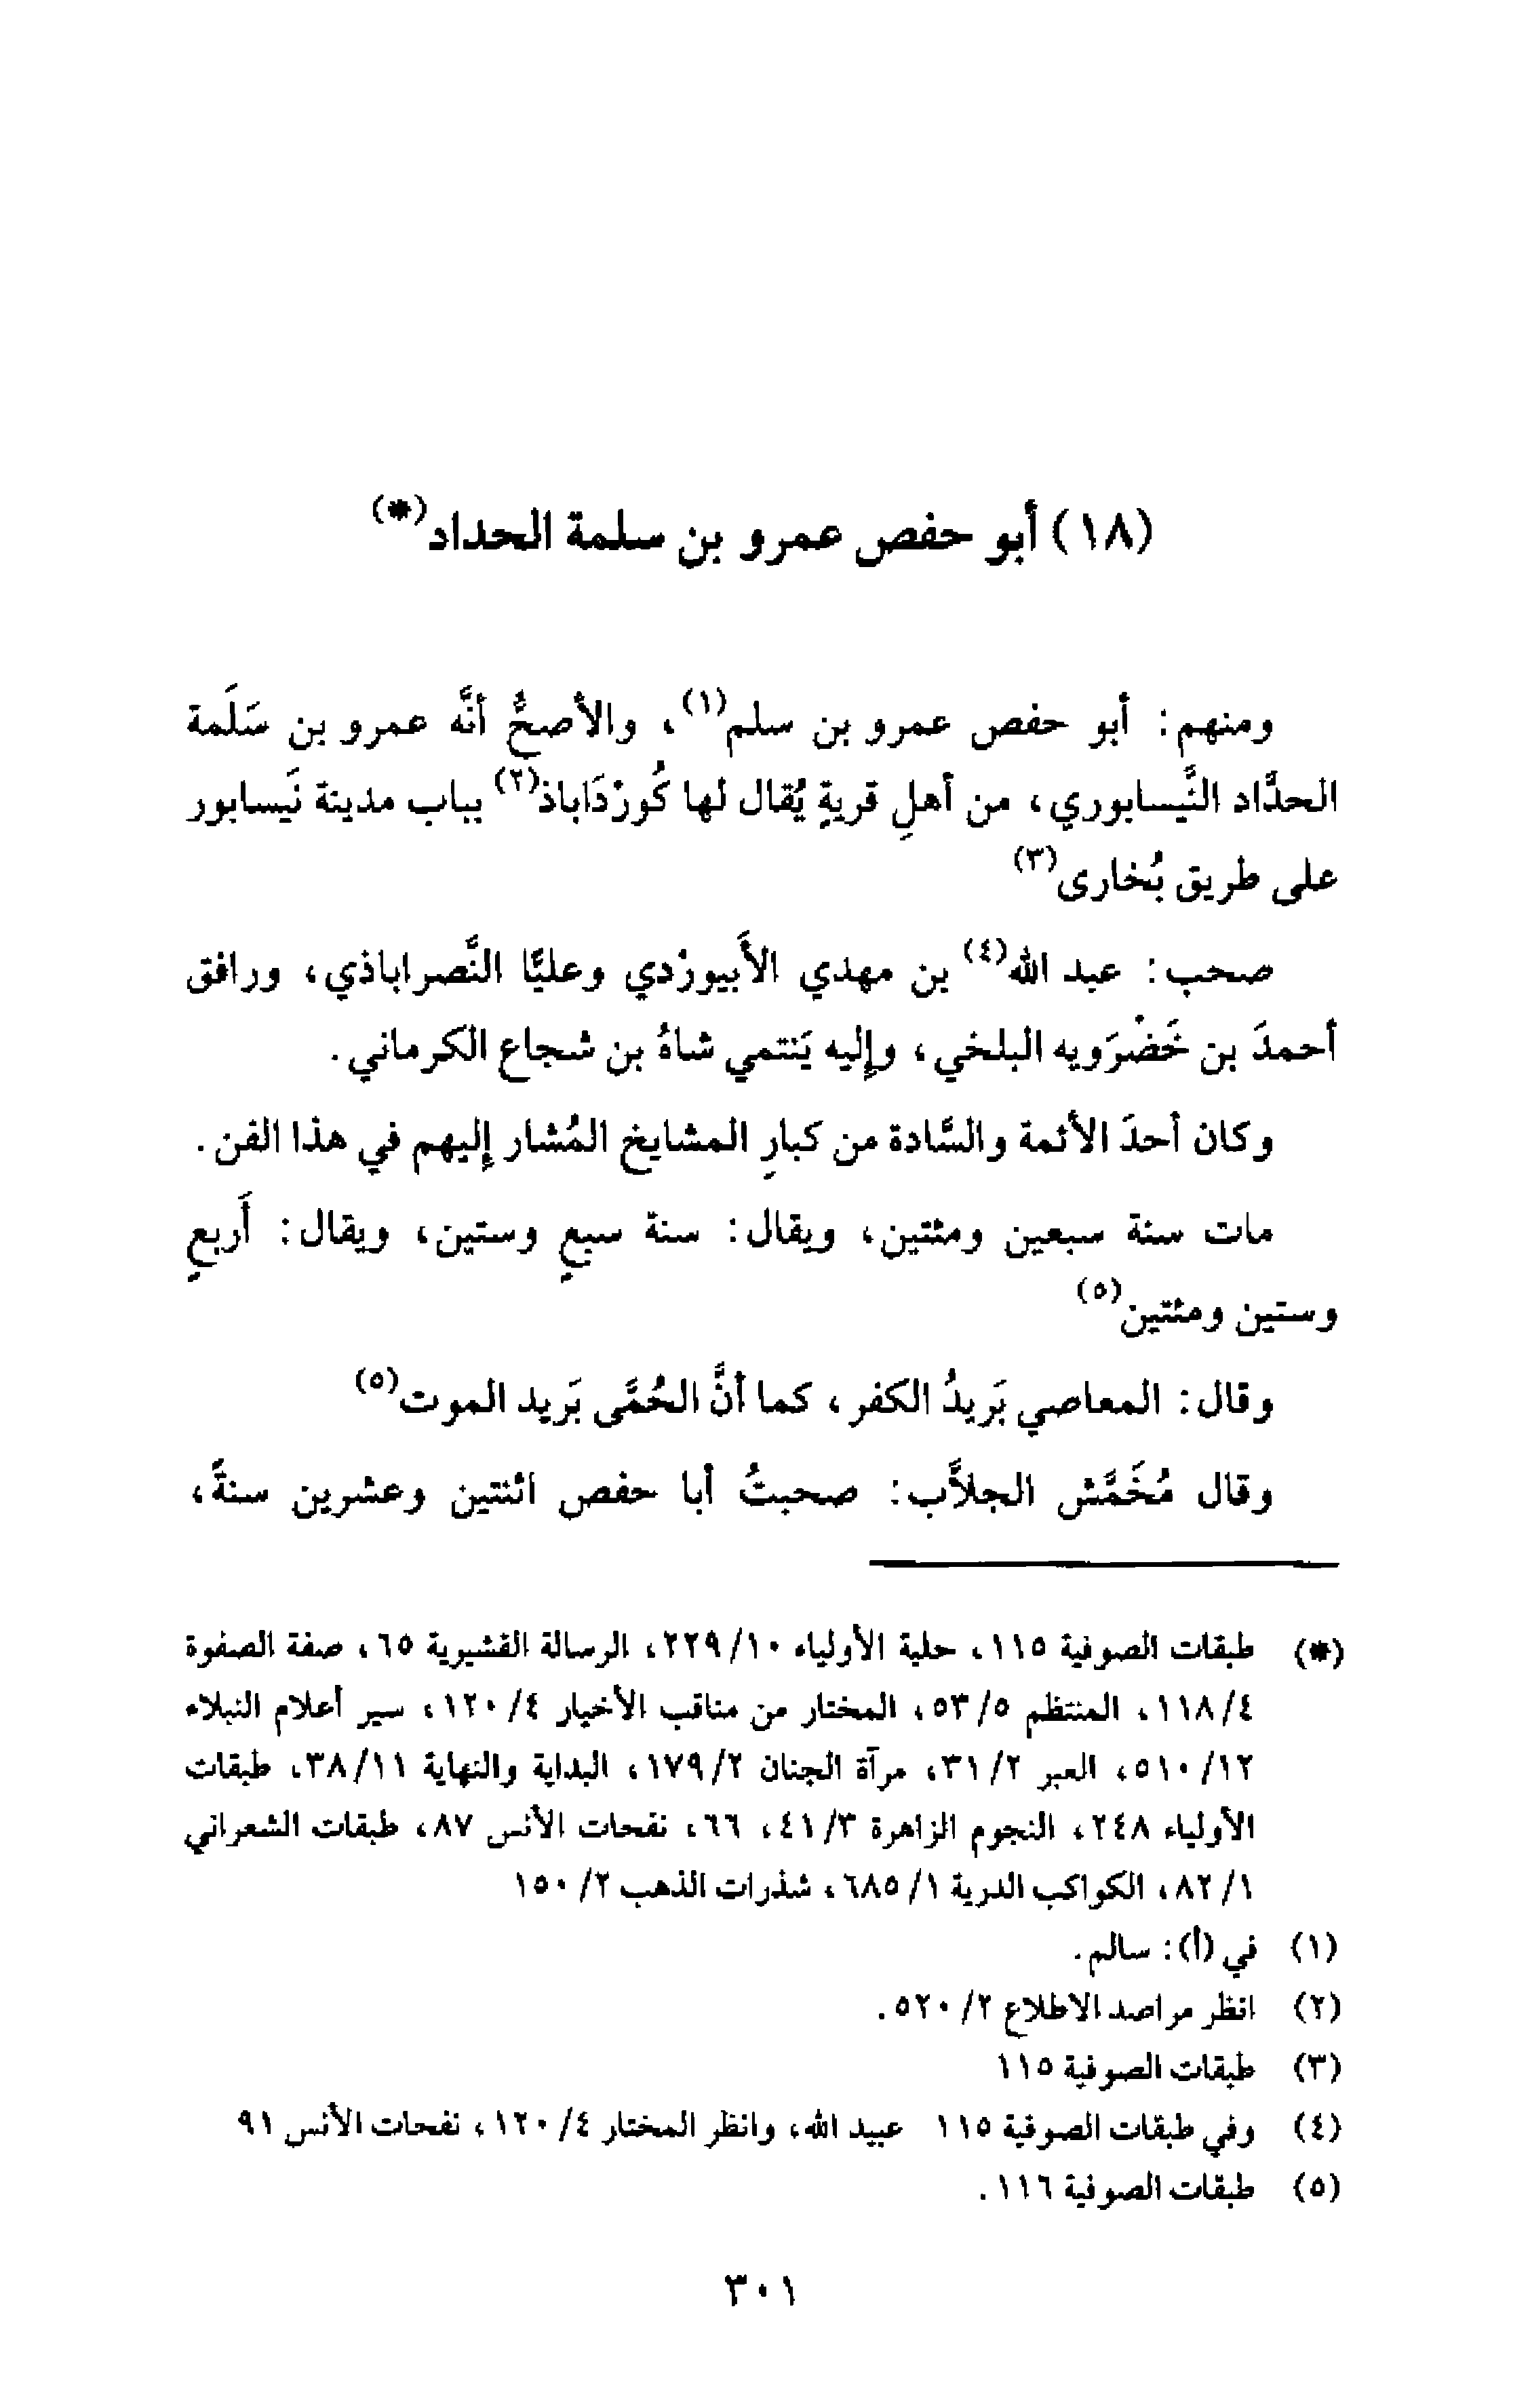 (١٨) أبو حفص عمرو بن سلمة الحداد(*)
ومنهم: أبو حفص عمرو بن سلم(١)، والأصحُّ أنَّه عمرو بن سَلَمة
الحدَّاد النَّيسابوري، من أهلِ قريةٍ يُقال لها كُورْدَاباذ(٢) بباب مدينة نَيسابور
على طريق بُخارى(٣)
صحب: عبد الله(٤) بن مهدي الأَبيورْدي وعليًّا النَّصراباذي، ورافق
أحمدَ بن خَضْرَويه البلخي، وإليه يَنتمي شاهُ بن شجاع الكرماني.
وكان أحدَ الأئمة والسَّادة من كبارِ المشايخ المُشار إليهم في هذا الفن.
مات سنة سبعين ومئتين، ويقال: سنة سبعٍ وستين، ويقال: أَربعٍ
وستين ومئتين(٥)
وقال: المعاصي بَريدُ الكفر، كما أنَّ الحُمَّى بَريد الموت(٥)
وقال مُخَمَّش الجلاَّب: صحبتُ أبا حفص اثنتين وعشرين سنةً،
(*) طبقات الصوفية ١١٥، حلية الأولياء ١٠/ ٢٢٩، الرسالة القشيرية ٦٥، صفة الصفوة
٤/ ١١٨، المنتظم ٥/ ٥٣، المختار من مناقب الأخيار ٤/ ١٢٠، سير أعلام النبلاء
١٢/ ٥١٠، العبر ٢/ ٣١، مرآة الجنان ٢/ ١٧٩، البداية والنهاية ١١/ ٣٨، طبقات
الأولياء ٢٤٨، النجوم الزاهرة ٣/ ٤١، ٦٦، نفحات الأنس ٨٧، طبقات الشعراني
١/ ٨٢، الكواكب الدرية ١/ ٦٨٥، شذرات الذهب ٢/ ١٥٠
(١) في (أ): سالم.
(٢) انظر مراصد الاطلاع ٢/ ٥٢٠.
(٣) طبقات الصوفية ١١٥
(٤) وفي طبقات الصوفية ١١٥ عبيد الله، وانظر المختار ٤/ ١٢٠، نفحات الأنس ٩١
(٥) طبقات الصوفية ١١٦.
٣٠١